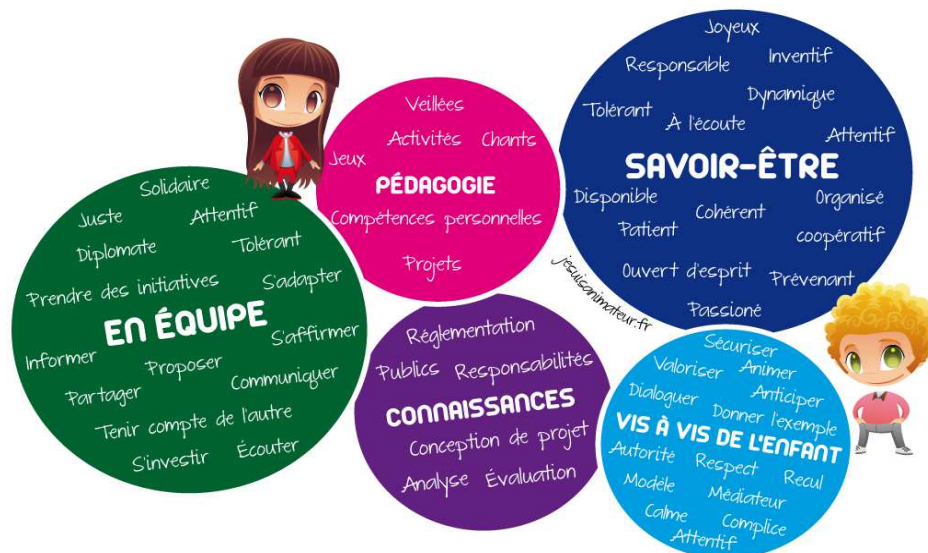 Solidaire
Juste
Attentif
Diplomate
Tolérant
Prendre des initiatives
S'adapter
EN ÉQUIPE
S'affirmer
Informer
Proposer
Partager
Communiquer
Tenir compte de l'autre
S'investir
Écouter
Veillées
Activités
Chants
Jeux
PÉDAGOGIE
Compétences personnelles
Projets
Joyeux
Inventif
Responsable
Dynamique
Tolérant
À l'écoute
Attentif
SAVOIR-ÊTRE
Disponible
Organisé
Cohérent
Patient
coopératif
Ouvert d'esprit
Prévenant
Passioné
jesuisanimateur.fr
Réglementation
Publics
Responsabilités
CONNAISSANCES
Conception de projet
Analyse
Évaluation
Sécuriser
Animer
Valoriser
Anticiper
Dialoguer
Donner l'exemple
VIS À VIS DE L'ENFANT
Autorité
Respect
Recul
Modèle
Médiateur
Calme
Complice
Attentif